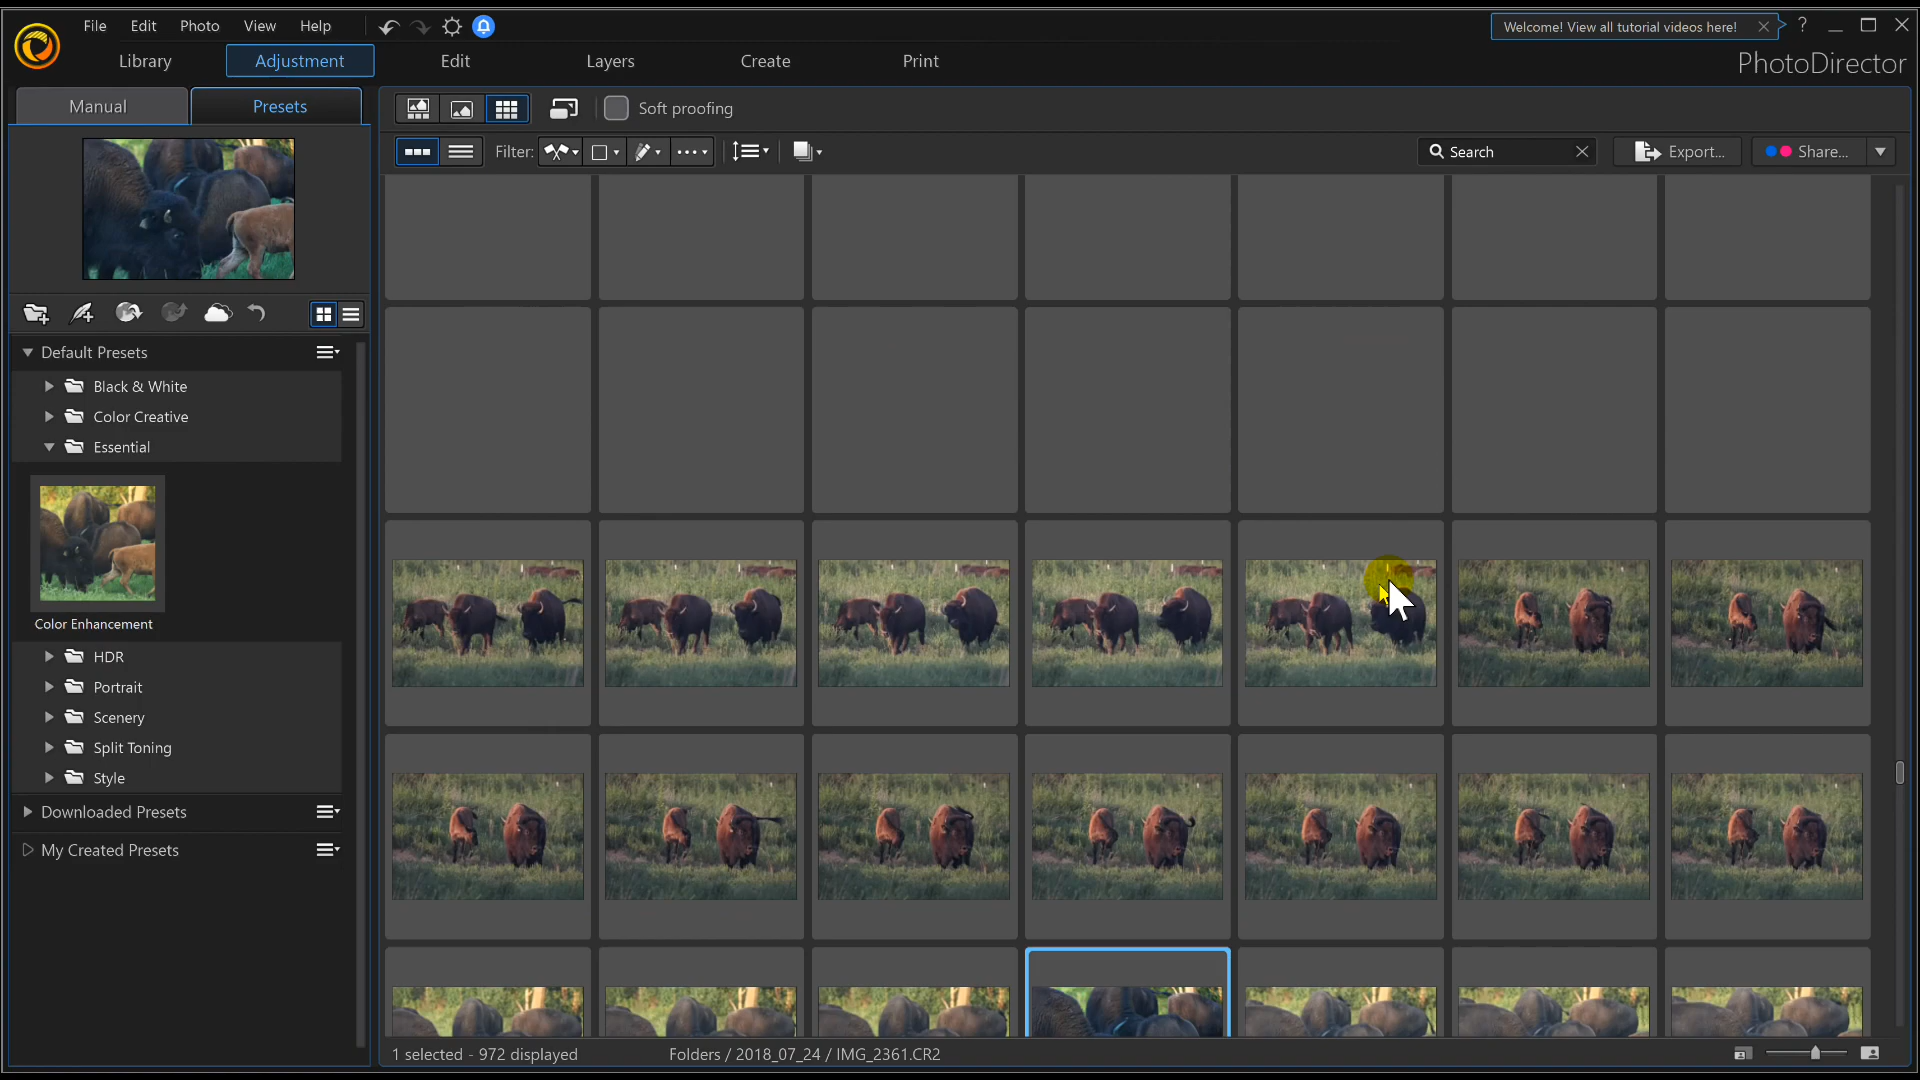 File Edit Photo View Help
Welcome! View all tutorial videos here!
?
Library Adjustment Edit Layers Create Print
PhotoDirector
Manual Presets
Soft proofing
Filter:
Search
Export...
Share...
Default Presets
Black & White
Color Creative
Essential
Color Enhancement
HDR
Portrait
Scenery
Split Toning
Style
Downloaded Presets
My Created Presets
1 selected - 972 displayed
Folders / 2018_07_24 / IMG_2361.CR2